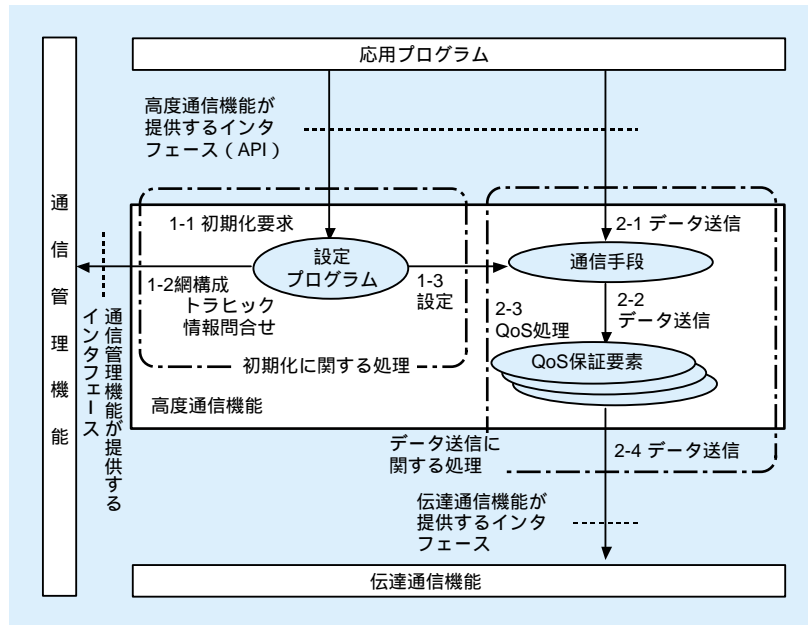 応用プログラム
高度通信機能が
提供するインタ
フェース（API）
通信管理機能
通信管理機能が提供する
インタフェース
1-1 初期化要求
設定
プログラム
1-2網構成
トラヒック
情報問合せ
1-3
設定
初期化に関する処理
高度通信機能
2-1 データ送信
通信手段
2-2
データ送信
2-3
QoS処理
QoS保証要素
データ送信に
関する処理
2-4 データ送信
伝達通信機能が
提供するインタ
フェース
伝達通信機能